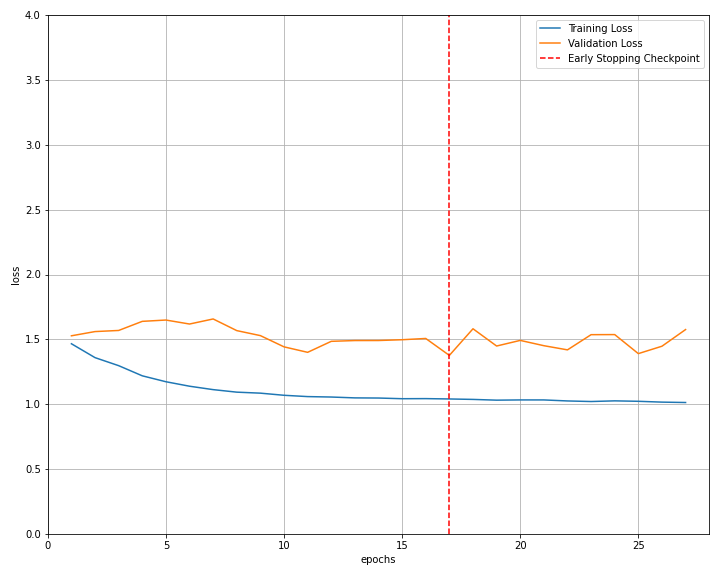 4.0
3.5
3.0
2.5
2.0
1.5
1.0
0.5
0.0
loss
0 5 10 15 20 25
epochs
Training Loss
Validation Loss
Early Stopping Checkpoint